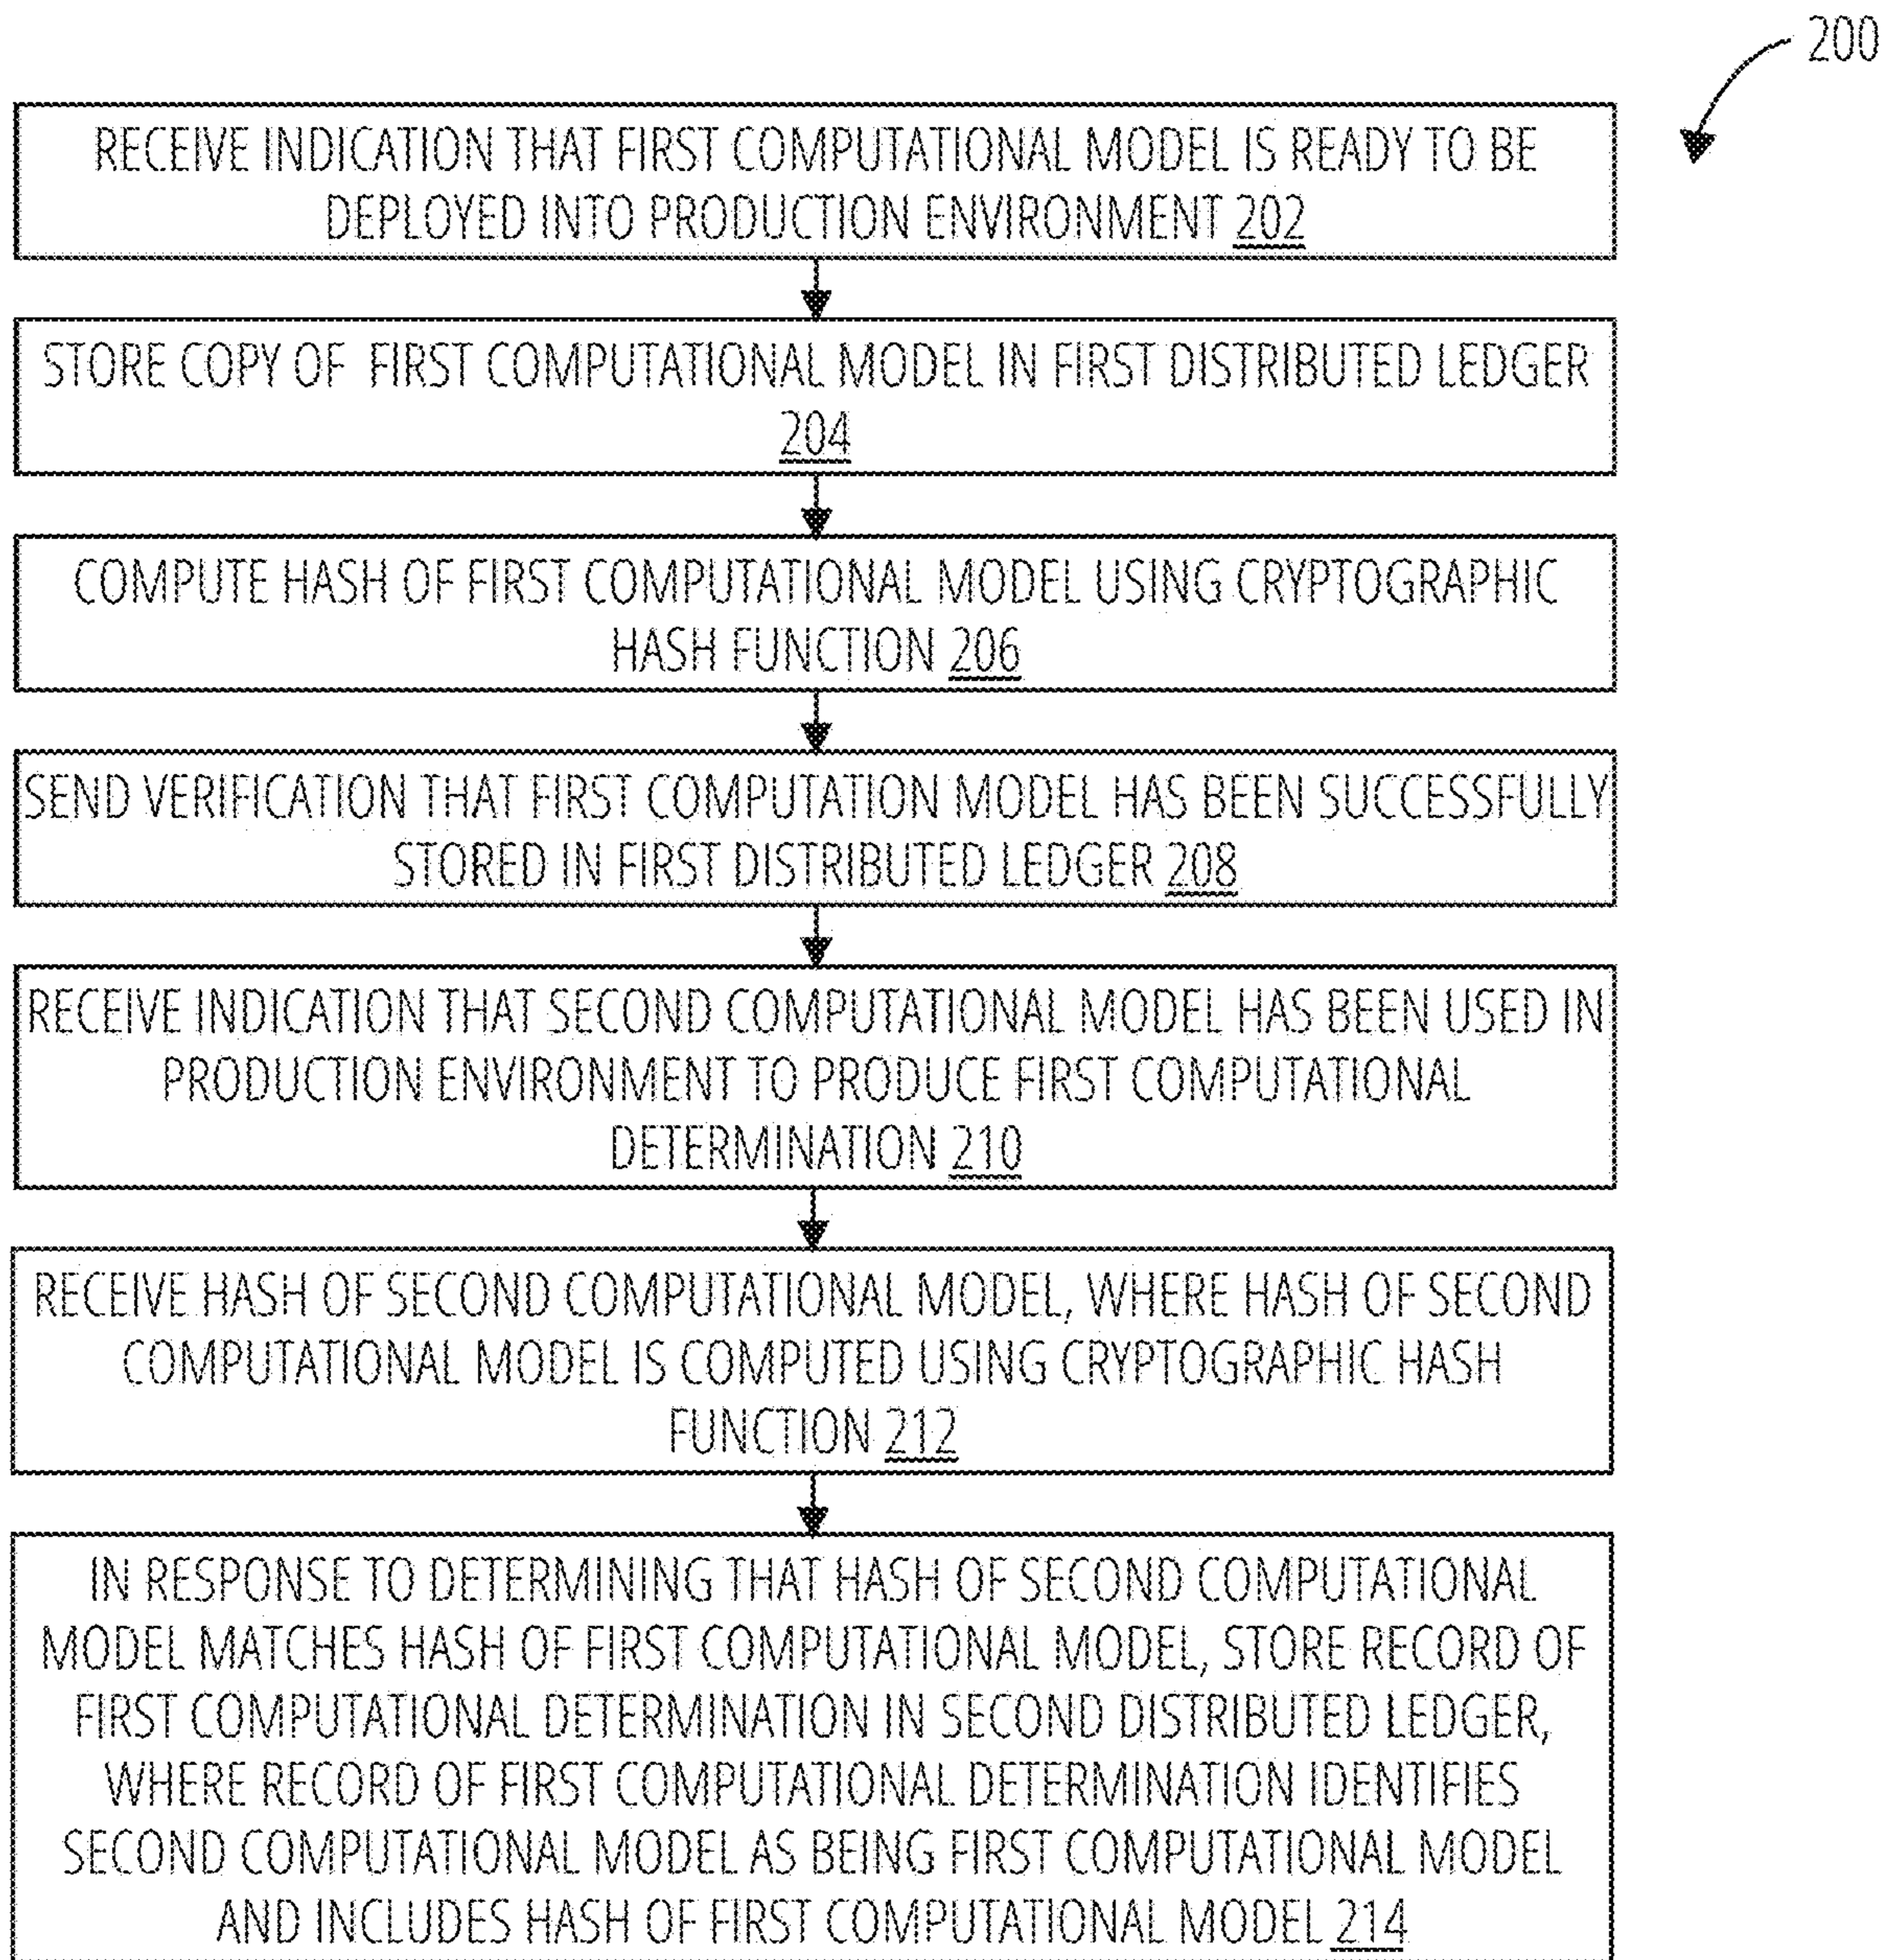 200
RECEIVE INDICATION THAT FIRST COMPUTATIONAL MODEL IS READY TO BE
DEPLOYED INTO PRODUCTION ENVIRONMENT 202
STORE COPY OF FIRST COMPUTATIONAL MODEL IN FIRST DISTRIBUTED LEDGER
204
COMPUTE HASH OF FIRST COMPUTATIONAL MODEL USING CRYPTOGRAPHIC
HASH FUNCTION 206
SEND VERIFICATION THAT FIRST COMPUTATION MODEL HAS BEEN SUCCESSFULLY
STORED IN FIRST DISTRIBUTED LEDGER 208
RECEIVE INDICATION THAT SECOND COMPUTATIONAL MODEL HAS BEEN USED IN
PRODUCTION ENVIRONMENT TO PRODUCE FIRST COMPUTATIONAL
DETERMINATION 210
RECEIVE HASH OF SECOND COMPUTATIONAL MODEL, WHERE HASH OF SECOND
COMPUTATIONAL MODEL IS COMPUTED USING CRYPTOGRAPHIC HASH
FUNCTION 212
IN RESPONSE TO DETERMINING THAT HASH OF SECOND COMPUTATIONAL
MODEL MATCHES HASH OF FIRST COMPUTATIONAL MODEL, STORE RECORD OF
FIRST COMPUTATIONAL DETERMINATION IN SECOND DISTRIBUTED LEDGER,
WHERE RECORD OF FIRST COMPUTATIONAL DETERMINATION IDENTIFIES
SECOND COMPUTATIONAL MODEL AS BEING FIRST COMPUTATIONAL MODEL
AND INCLUDES HASH OF FIRST COMPUTATIONAL MODEL 214